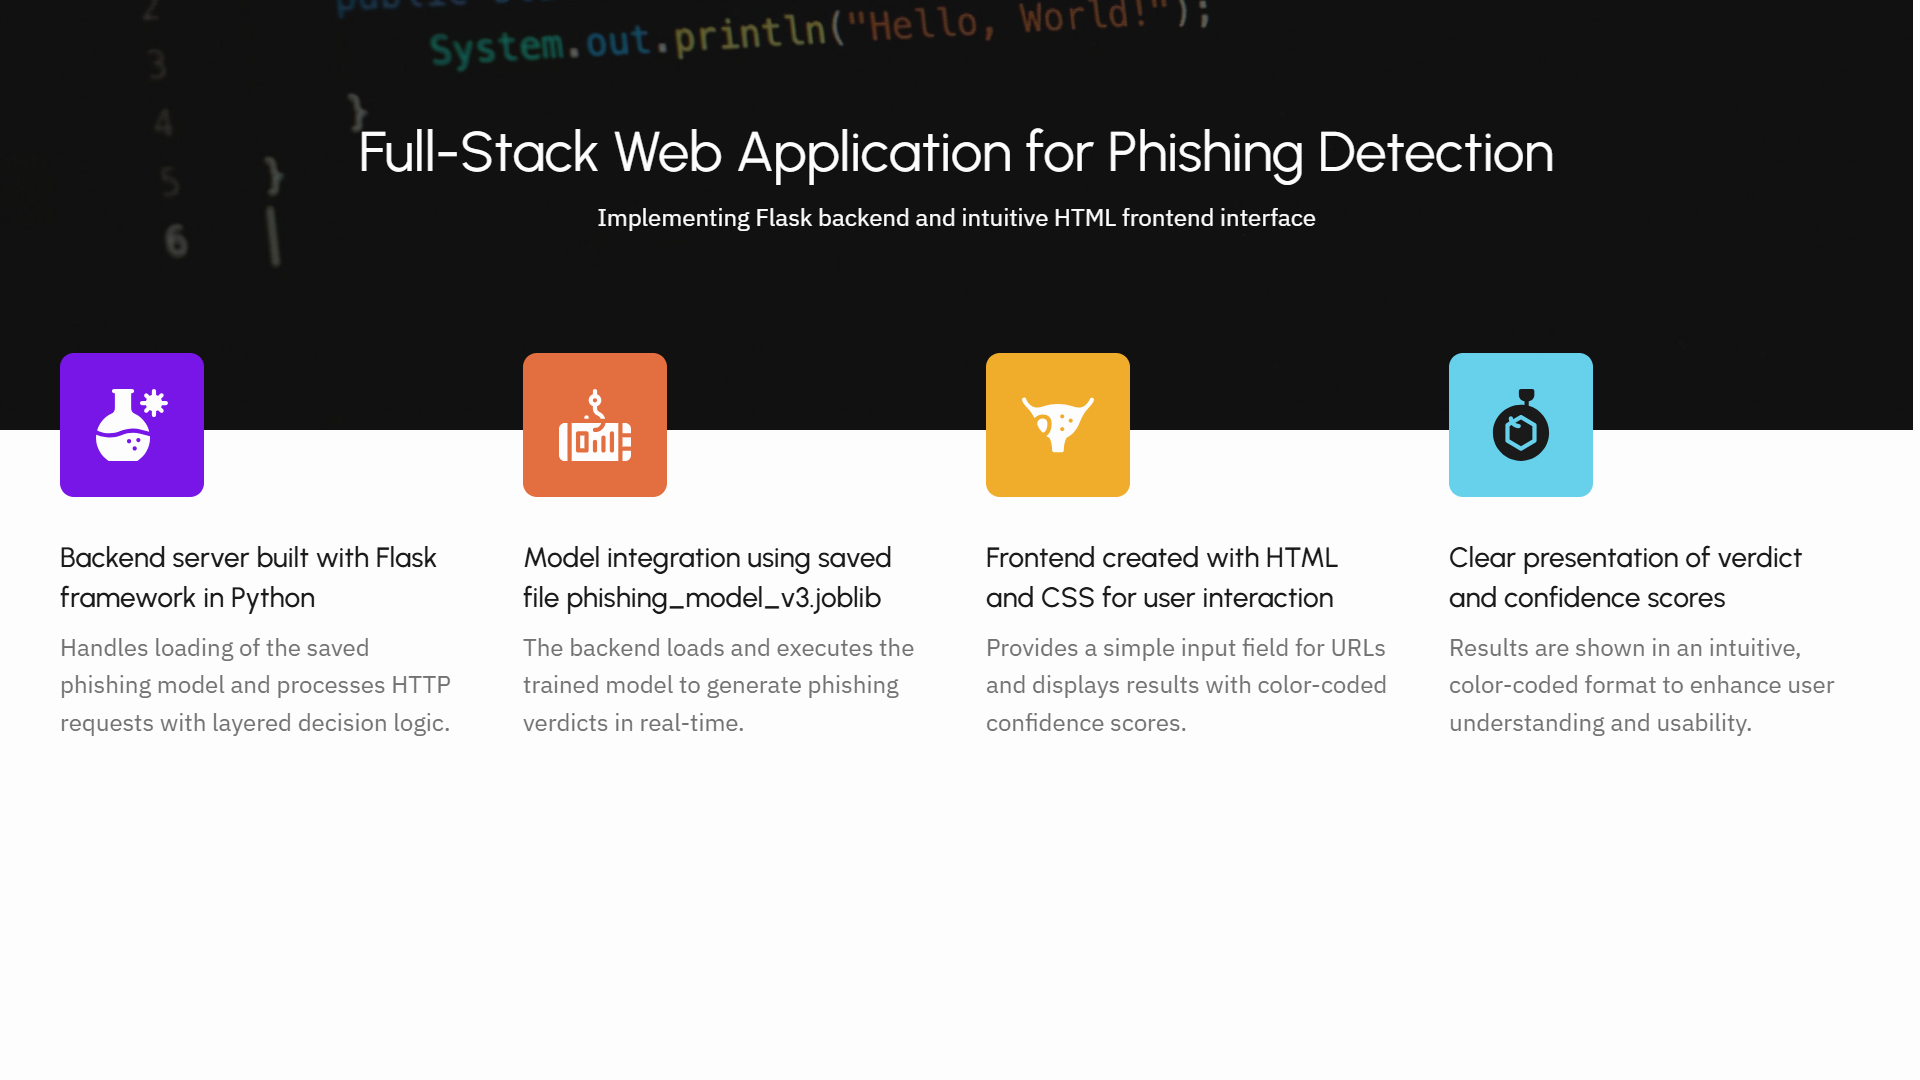 2
3
System.out.println("Hello, World!");
4
}
5
}
6
Full-Stack Web Application for Phishing Detection
Implementing Flask backend and intuitive HTML frontend interface
Backend server built with Flask
framework in Python
Handles loading of the saved
phishing model and processes HTTP
requests with layered decision logic.
Model integration using saved
file phishing_model_v3.joblib
The backend loads and executes the
trained model to generate phishing
verdicts in real-time.
Frontend created with HTML
and CSS for user interaction
Provides a simple input field for URLs
and displays results with color-coded
confidence scores.
Clear presentation of verdict
and confidence scores
Results are shown in an intuitive,
color-coded format to enhance user
understanding and usability.